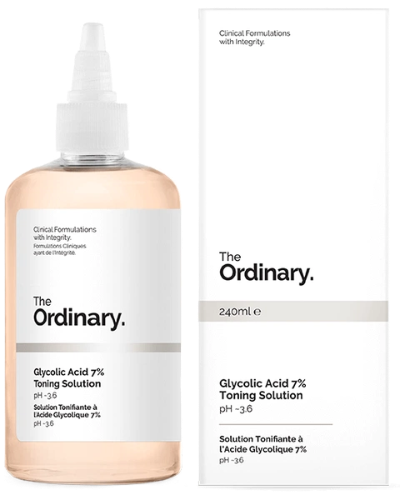 Clinical Formulations
with Integrity.
Formulations Cliniques
ayant de l'Intégrité.
The
Ordinary.
Glycolic Acid 7%
Toning Solution
pH ~3.6
Solution Tonifiante à
l'Acide Glycolique 7%
pH ~3.6
Clinical Formulations
with Integrity.
The
Ordinary.
240ml e
Glycolic Acid 7%
Toning Solution
pH ~3.6
Solution Tonifiante à
l'Acide Glycolique 7%
pH ~3.6